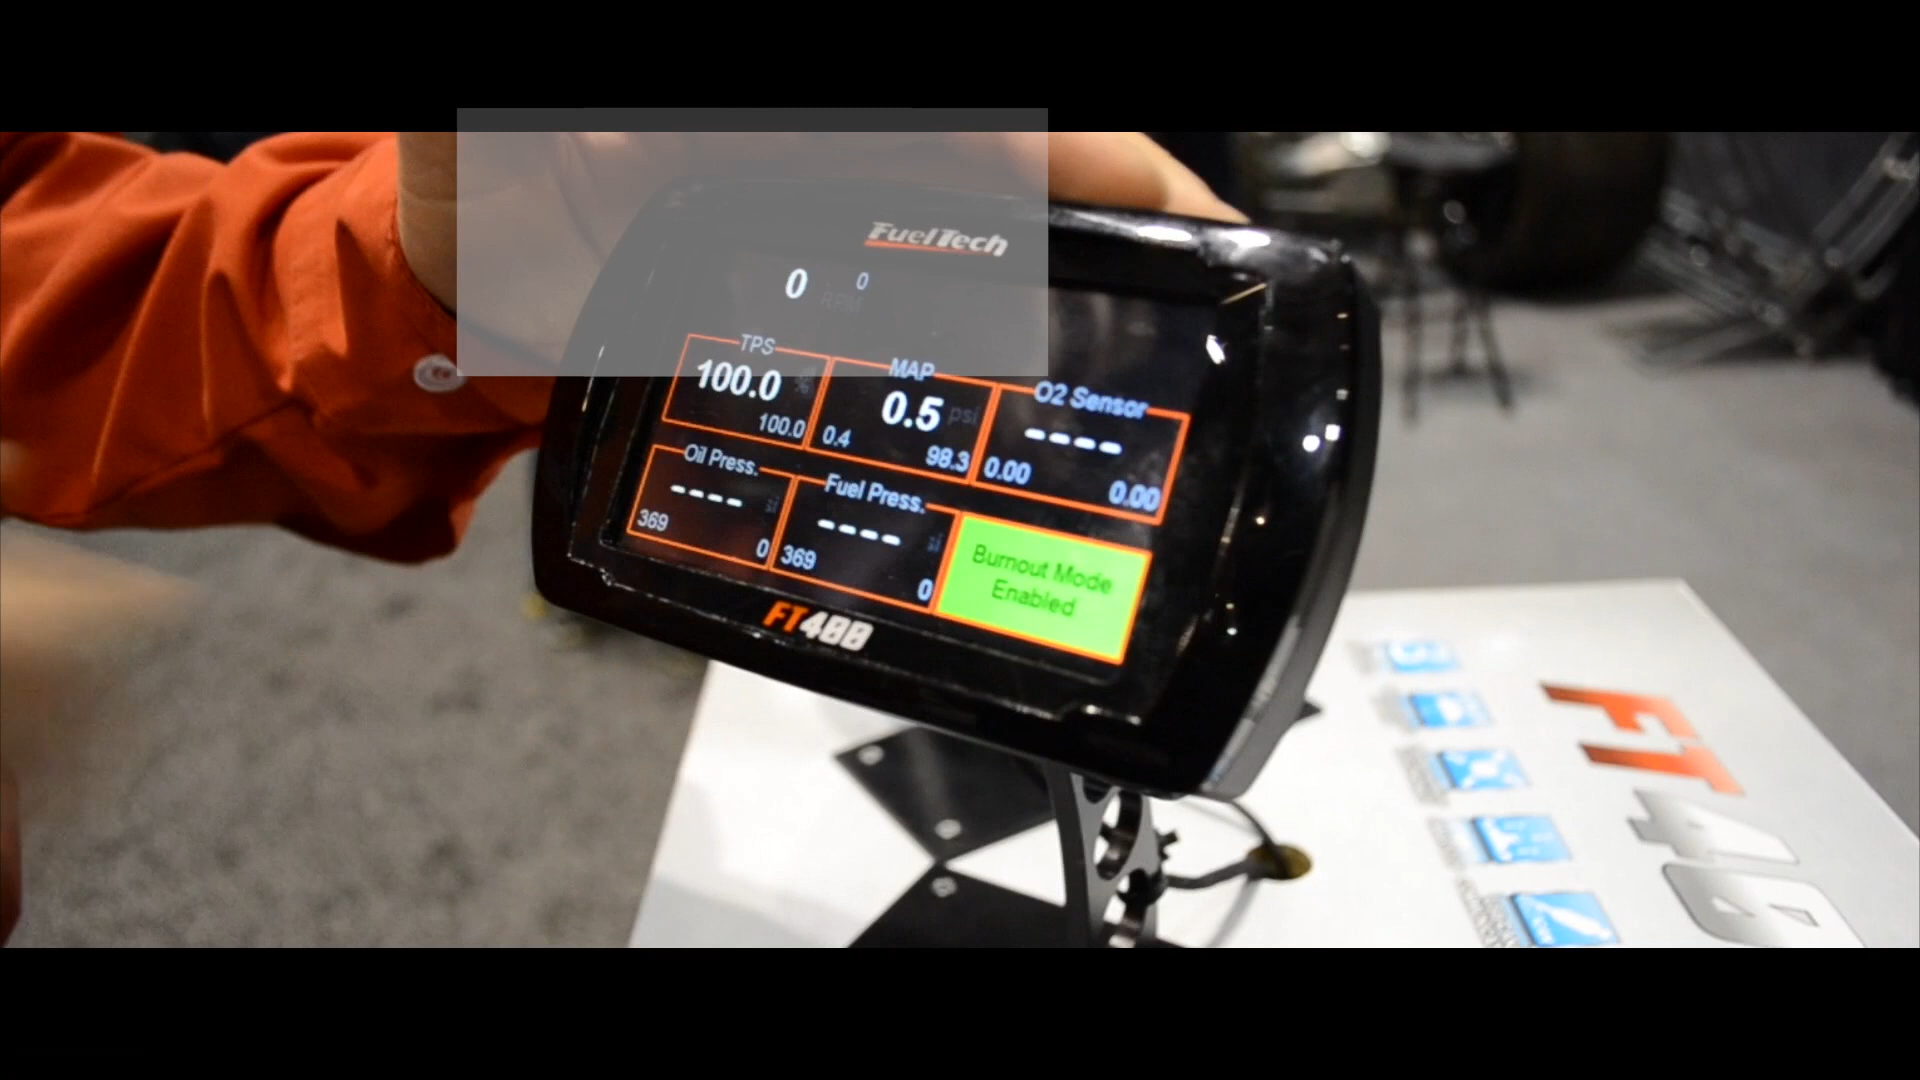 FuelTech
0 0
RPM
TPS
100.0 %
100.0
MAP
0.5 psi
0.4 98.3
O2 Sensor
----
0.00 0.00
Oil Press.
----
369 0
Fuel Press.
----
369 0
Burnout Mode
Enabled
FT400
FT